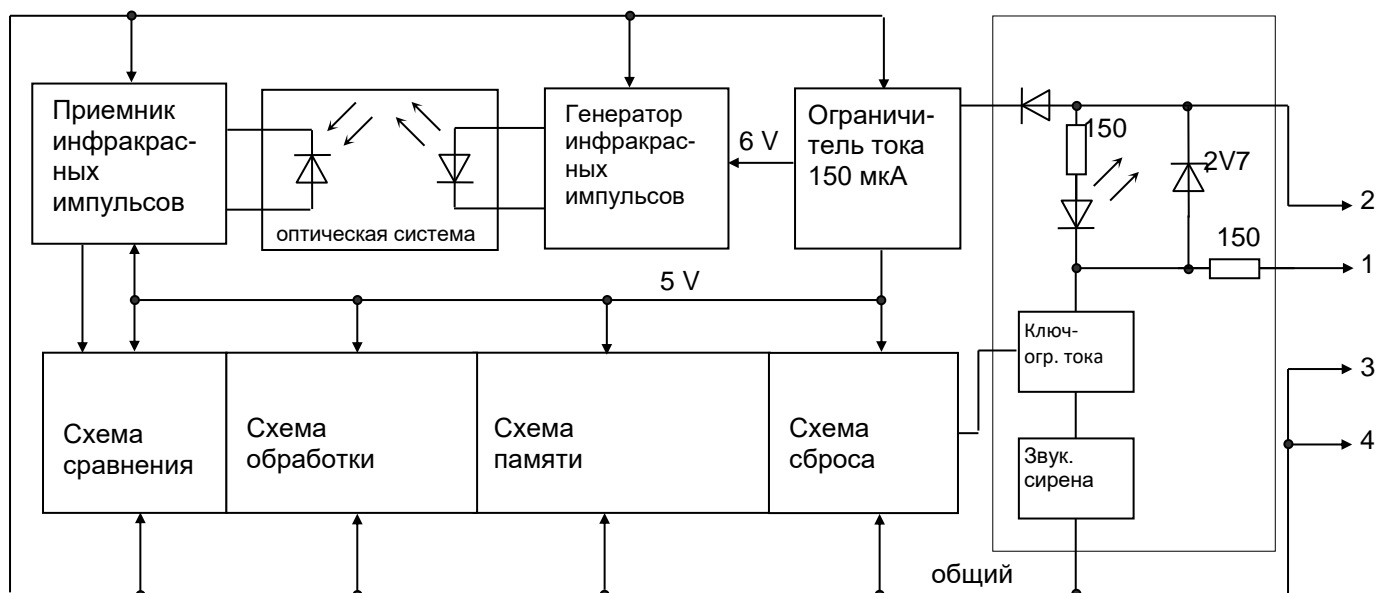 Приемник
инфракрас-
ных
импульсов
оптическая система
Генератор
инфракрас-
ных
импульсов
6 V
Ограничи-
тель тока
150 мкА
150
2V7
2
150
1
5 V
Ключ-
огр. тока
3
4
Схема
сравнения
Схема
обработки
Схема
памяти
Схема
сброса
Звук.
сирена
общий